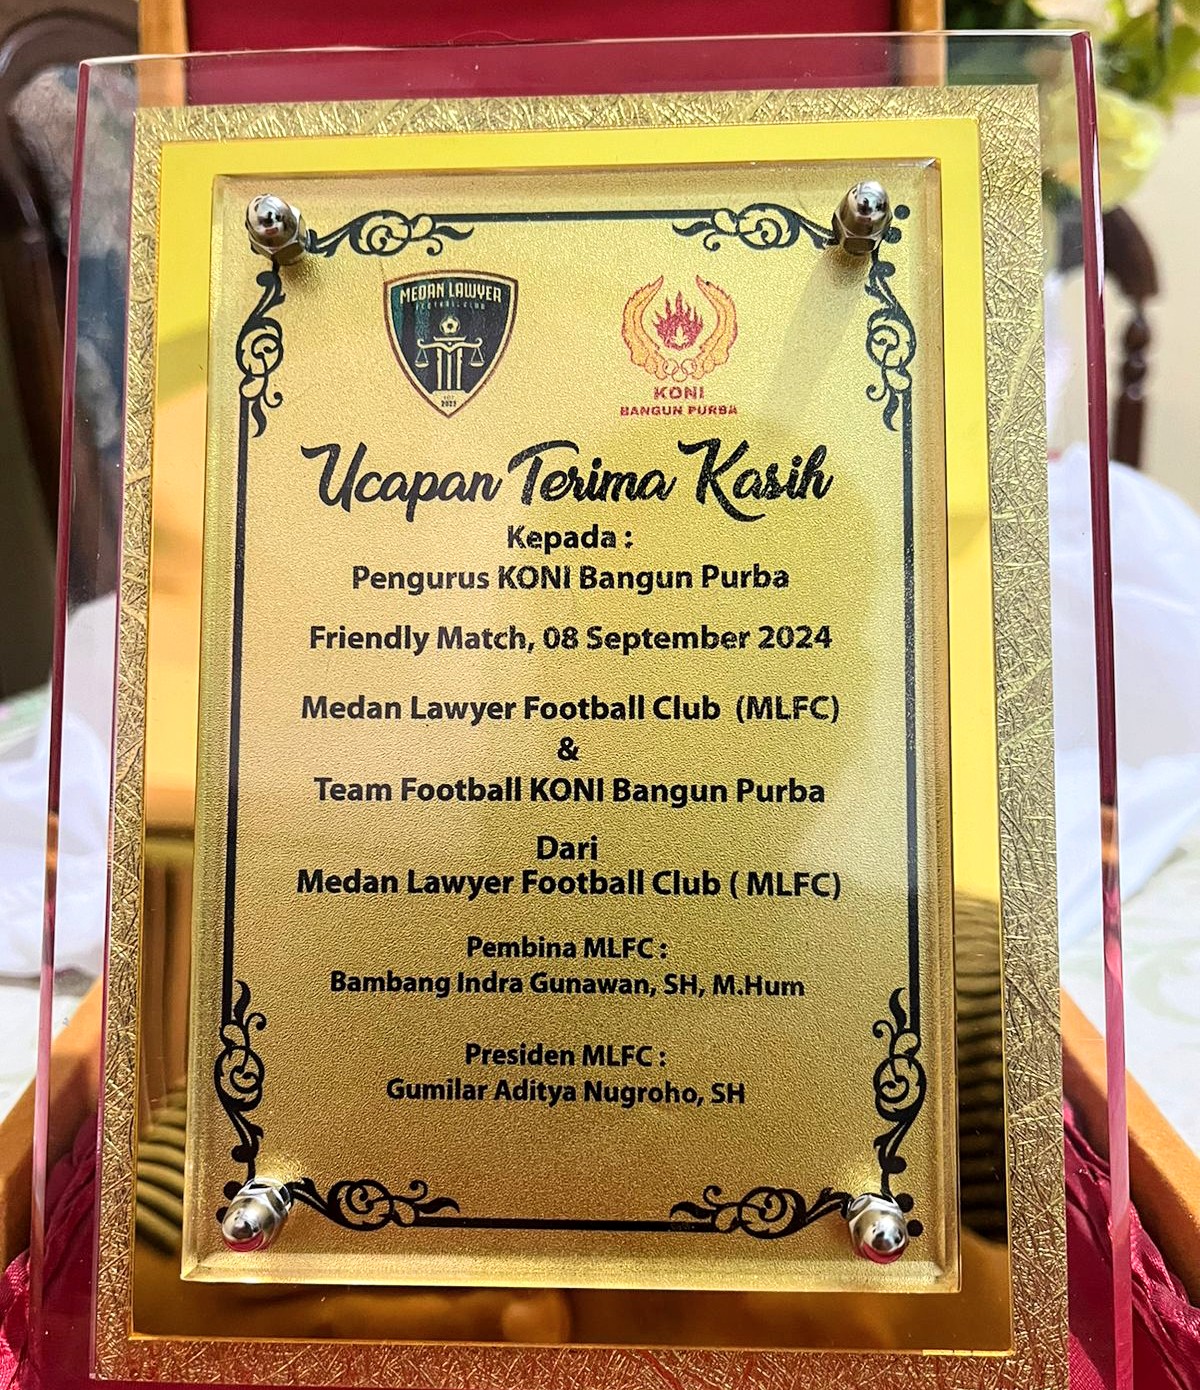 MEDAN LAWYER
FOOTBALL CLUB
2023
KONI
BANGUN PURBA
Ucapan Terima Kasih
Kepada :
Pengurus KONI Bangun Purba
Friendly Match, 08 September 2024
Medan Lawyer Football Club (MLFC)
&
Team Football KONI Bangun Purba
Dari
Medan Lawyer Football Club ( MLFC)
Pembina MLFC :
Bambang Indra Gunawan, SH, M.Hum
Presiden MLFC :
Gumilar Aditya Nugroho, SH